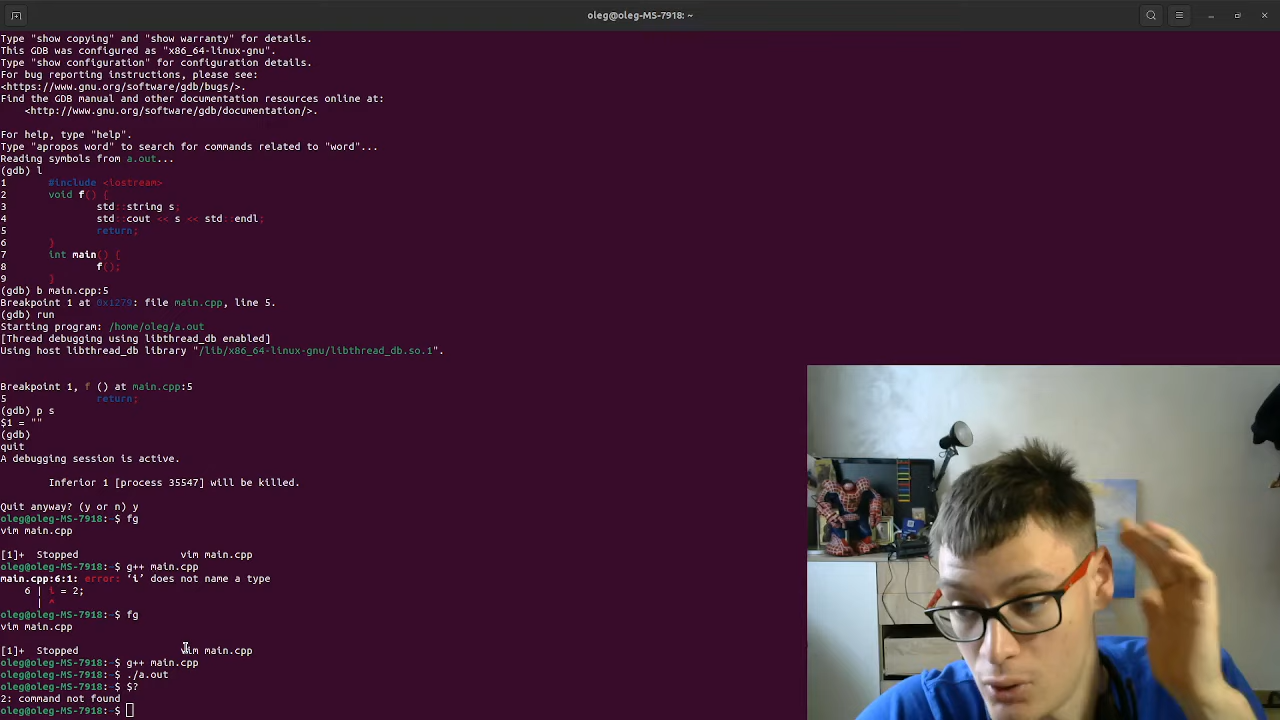 oleg@oleg-MS-7918: ~
Type "show copying" and "show warranty" for details.
This GDB was configured as "x86_64-linux-gnu".
Type "show configuration" for configuration details.
For bug reporting instructions, please see:
<https://www.gnu.org/software/gdb/bugs/>.
Find the GDB manual and other documentation resources online at:
    <http://www.gnu.org/software/gdb/documentation/>.
For help, type "help".
Type "apropos word" to search for commands related to "word"...
Reading symbols from a.out...
(gdb) l
1       #include <iostream>
2       void f() {
3               std::string s;
4               std::cout << s << std::endl;
5               return;
6       }
7       int main() {
8               f();
9       }
(gdb) b main.cpp:5
Breakpoint 1 at 0x1279: file main.cpp, line 5.
(gdb) run
Starting program: /home/oleg/a.out
[Thread debugging using libthread_db enabled]
Using host libthread_db library "/lib/x86_64-linux-gnu/libthread_db.so.1".
Breakpoint 1, f () at main.cpp:5
5               return;
(gdb) p s
$1 = ""
(gdb)
quit
A debugging session is active.
        Inferior 1 [process 35547] will be killed.
Quit anyway? (y or n) y
oleg@oleg-MS-7918:~$ fg
vim main.cpp
[1]+  Stopped                 vim main.cpp
oleg@oleg-MS-7918:~$ g++ main.cpp
main.cpp:6:1: error: ‘i’ does not name a type
    6 | i = 2;
      | ^
oleg@oleg-MS-7918:~$ fg
vim main.cpp
[1]+  Stopped                 vim main.cpp
oleg@oleg-MS-7918:~$ g++ main.cpp
oleg@oleg-MS-7918:~$ ./a.out
oleg@oleg-MS-7918:~$ $?
2: command not found
oleg@oleg-MS-7918:~$